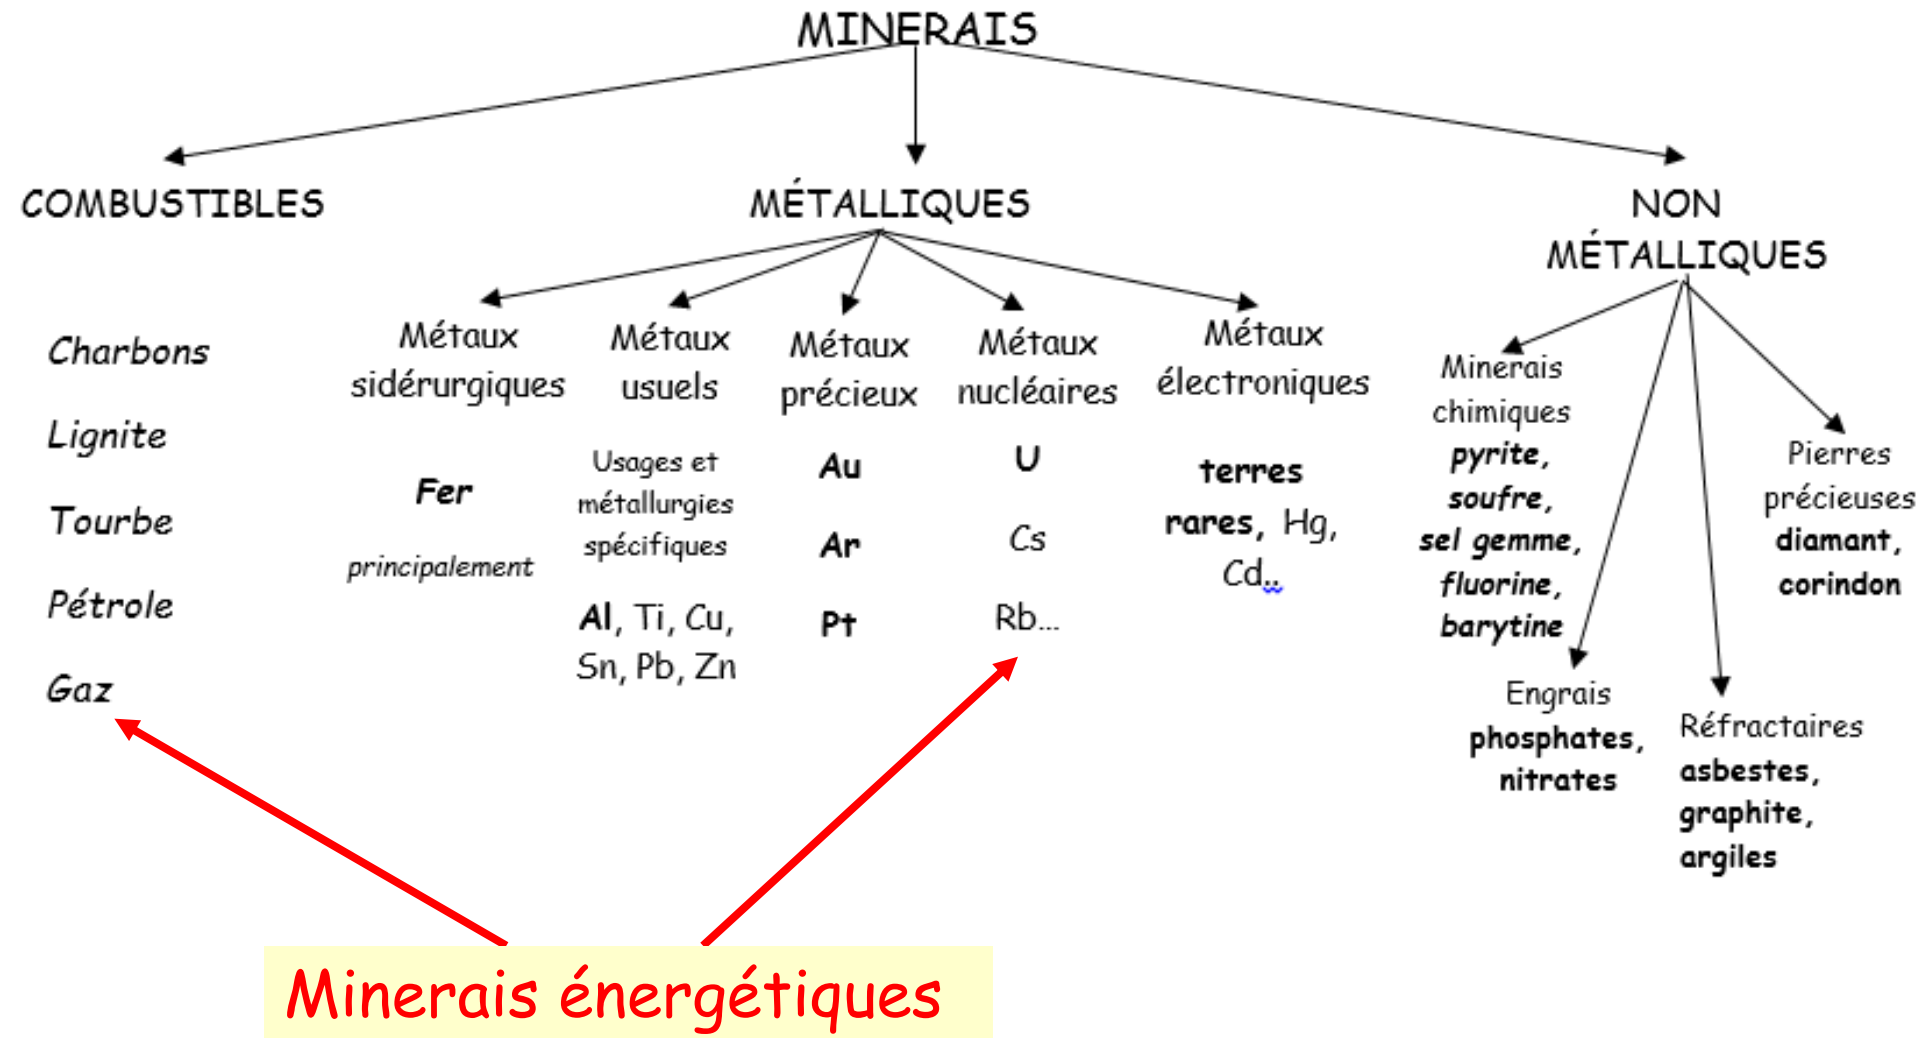 MINERAIS
COMBUSTIBLES
Charbons
Lignite
Tourbe
Pétrole
Gaz
MÉTALLIQUES
Métaux
sidérurgiques
Fer
principalement
Métaux
usuels
Usages et
métallurgies
spécifiques
Al, Ti, Cu,
Sn, Pb, Zn
Métaux
précieux
Au
Ar
Pt
Métaux
nucléaires
U
Cs
Rb...
Métaux
électroniques
terres
rares, Hg,
Cd..
NON
MÉTALLIQUES
Minerais
chimiques
pyrite,
soufre,
sel gemme,
fluorine,
barytine
Engrais
phosphates,
nitrates
Réfractaires
asbestes,
graphite,
argiles
Pierres
précieuses
diamant,
corindon
Minerais énergétiques